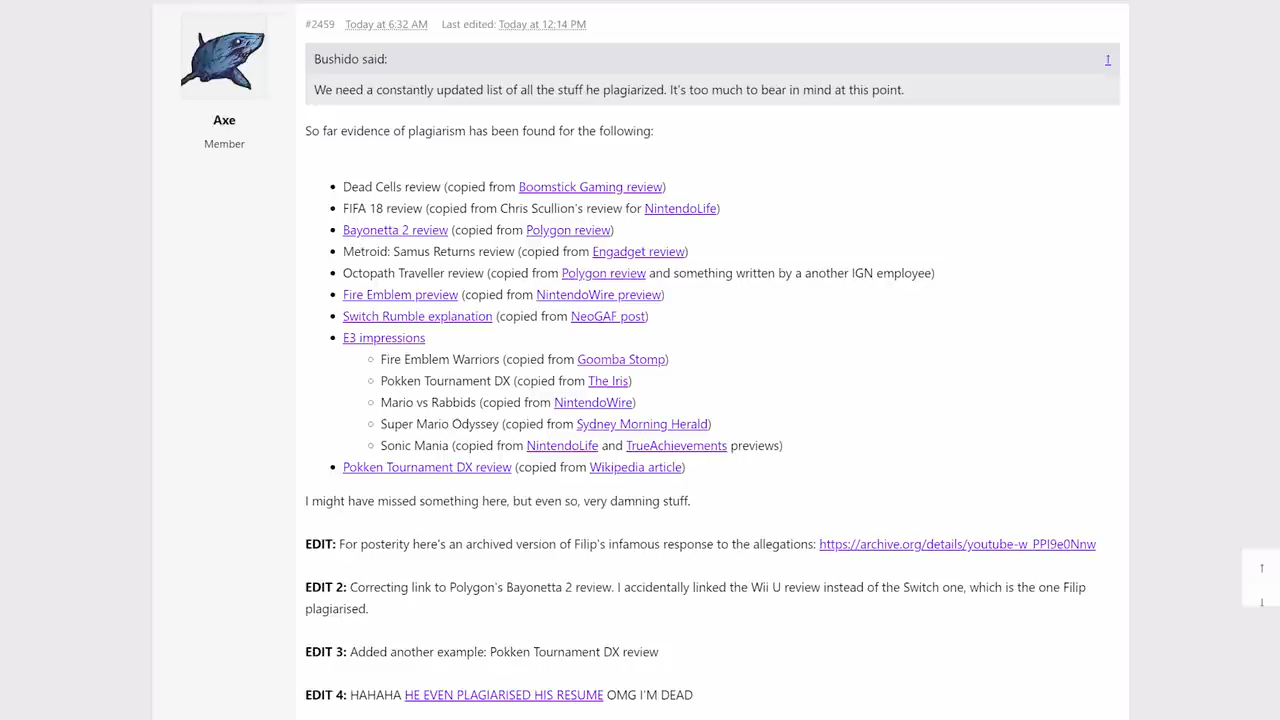 #2459 Today at 6:32 AM Last edited: Today at 12:14 PM
Axe
Member
Bushido said: ↑
We need a constantly updated list of all the stuff he plagiarized. It's too much to bear in mind at this point.
So far evidence of plagiarism has been found for the following:
• Dead Cells review (copied from Boomstick Gaming review)
• FIFA 18 review (copied from Chris Scullion's review for NintendoLife)
• Bayonetta 2 review (copied from Polygon review)
• Metroid: Samus Returns review (copied from Engadget review)
• Octopath Traveller review (copied from Polygon review and something written by a another IGN employee)
• Fire Emblem preview (copied from NintendoWire preview)
• Switch Rumble explanation (copied from NeoGAF post)
• E3 impressions
○ Fire Emblem Warriors (copied from Goomba Stomp)
○ Pokken Tournament DX (copied from The Iris)
○ Mario vs Rabbids (copied from NintendoWire)
○ Super Mario Odyssey (copied from Sydney Morning Herald)
○ Sonic Mania (copied from NintendoLife and TrueAchievements previews)
• Pokken Tournament DX review (copied from Wikipedia article)
I might have missed something here, but even so, very damning stuff.
EDIT: For posterity here's an archived version of Filip's infamous response to the allegations: https://archive.org/details/youtube-w_PPI9e0Nnw
EDIT 2: Correcting link to Polygon's Bayonetta 2 review. I accidentally linked the Wii U review instead of the Switch one, which is the one Filip
plagiarised.
EDIT 3: Added another example: Pokken Tournament DX review
EDIT 4: HAHAHA HE EVEN PLAGIARISED HIS RESUME OMG I'M DEAD